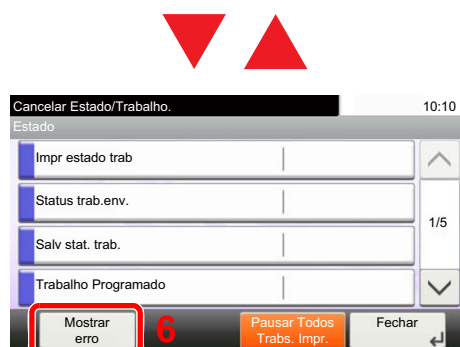 Cancelar Estado/Trabalho. 10:10
Estado
Impr estado trab
Status trab.env.
1/5
Salv stat. trab.
Trabalho Programado
Mostrar
erro
6
Pausar Todos
Trabs. Impr.
Fechar